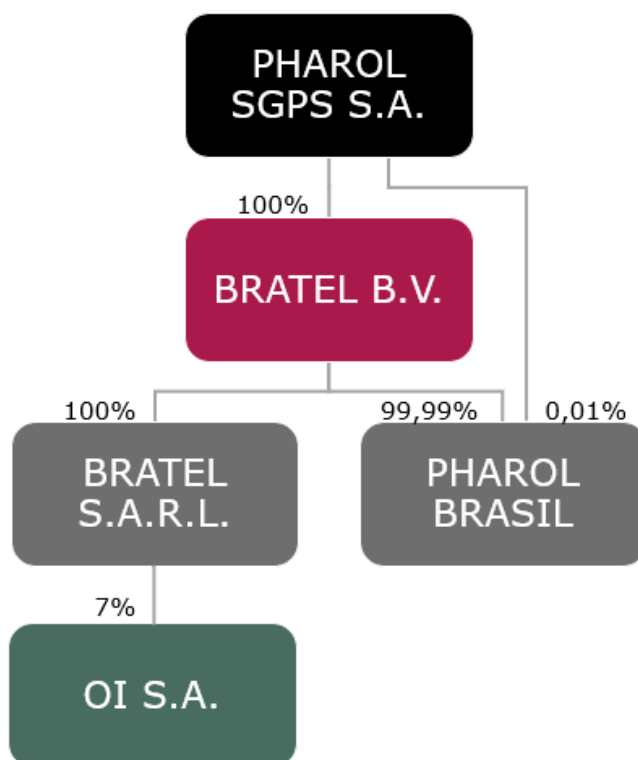 PHAROL
SGPS S.A.
100%
BRATEL B.V.
100%
99,99%
0,01%
BRATEL
S.A.R.L.
PHAROL
BRASIL
7%
OI S.A.